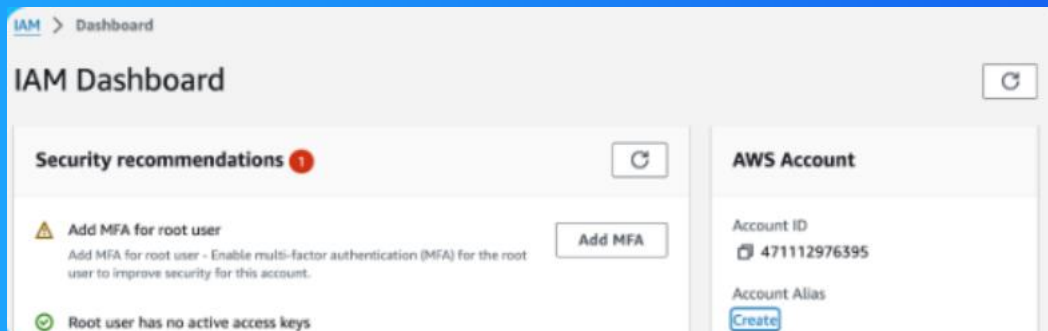 IAM > Dashboard
IAM Dashboard
Security recommendations 1
Add MFA for root user
Add MFA
Add MFA for root user - Enable multi-factor authentication (MFA) for the root
user to improve security for this account.
Root user has no active access keys
AWS Account
Account ID
471112976395
Account Alias
Create